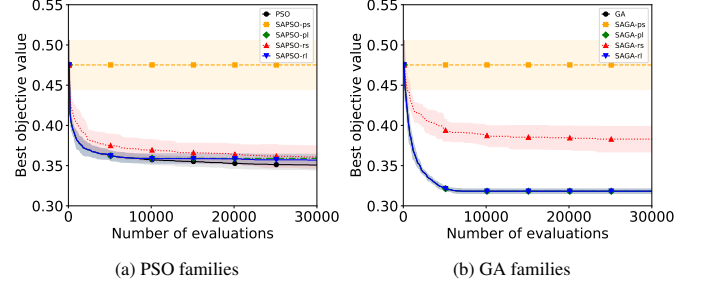 0.55
0.50
0.45
0.40
0.35
0.30
Best objective value
PSO
SAPSO-ps
SAPSO-pl
SAPSO-rs
SAPSO-rl
0 10000 20000 30000
Number of evaluations
(a) PSO families
0.55
0.50
0.45
0.40
0.35
0.30
Best objective value
GA
SAGA-ps
SAGA-pl
SAGA-rs
SAGA-rl
0 10000 20000 30000
Number of evaluations
(b) GA families